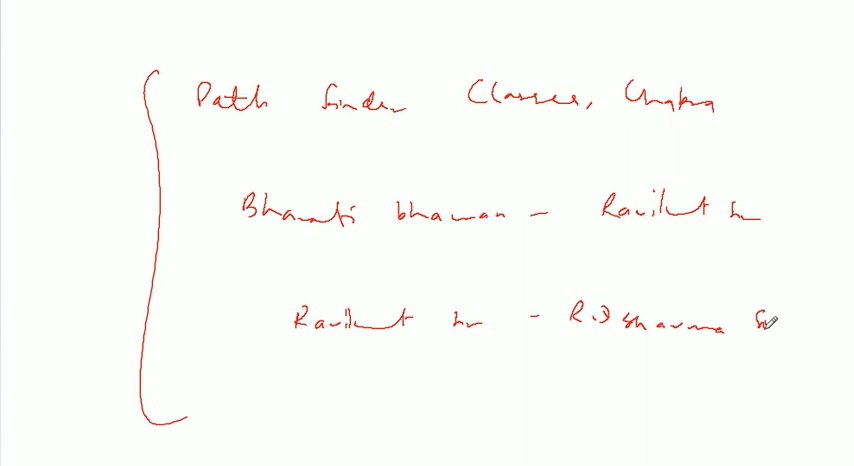 Path finder Classes, Chapra
Bharati bhawan - Ravikant Sir
Ravikant Sir - R.D Sharma